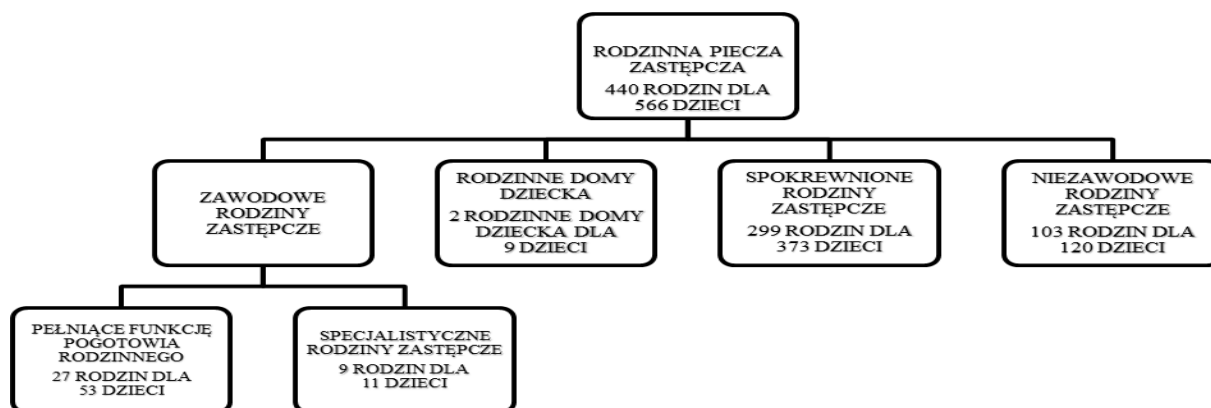 RODZINNA PIECZA
ZASTĘPCZA
440 RODZIN DLA
566 DZIECI
ZAWODOWE
RODZINY
ZASTĘPCZE
RODZINNE DOMY
DZIECKA
2 RODZINNE DOMY
DZIECKA DLA
9 DZIECI
SPOKREWNIONE
RODZINY
ZASTĘPCZE
299 RODZIN DLA
373 DZIECI
NIEZAWODOWE
RODZINY
ZASTĘPCZE
103 RODZIN DLA
120 DZIECI
PEŁNIĄCE FUNKCJĘ
POGOTOWIA
RODZINNEGO
27 RODZIN DLA
53 DZIECI
SPECJALISTYCZNE
RODZINY ZASTĘPCZE
9 RODZIN DLA
11 DZIECI